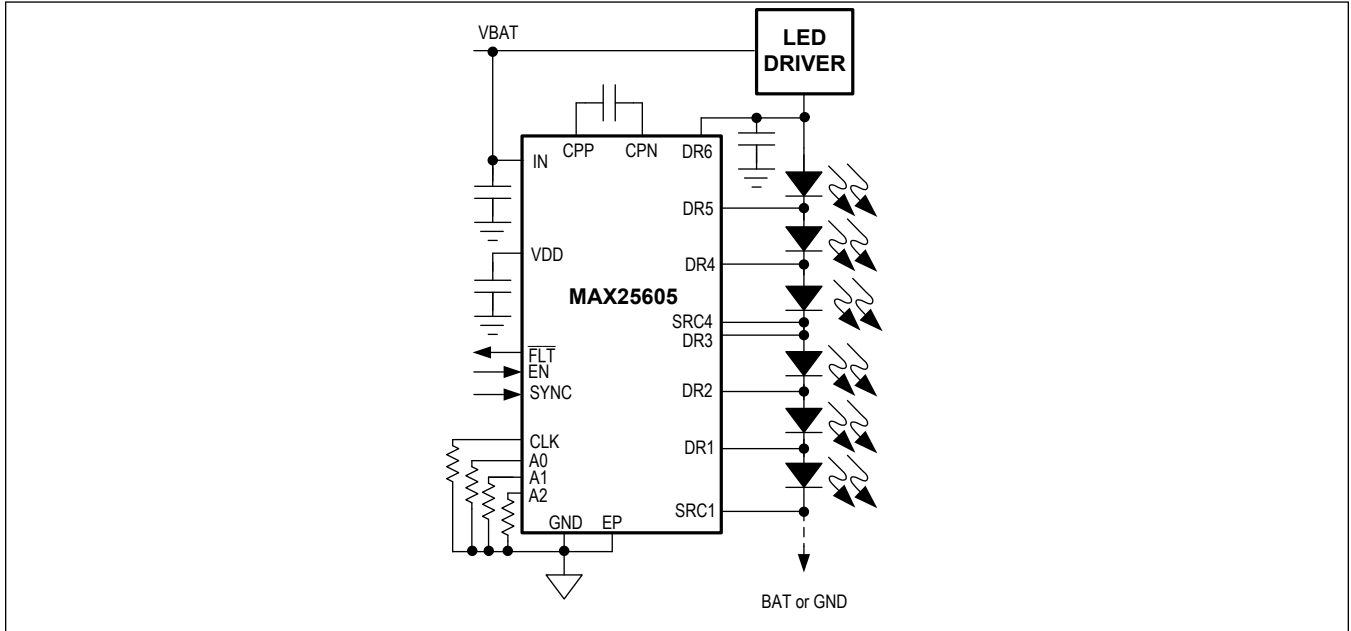 VBAT
LED
DRIVER
CPP
CPN
DR6
IN
DR5
VDD
DR4
MAX25605
SRC4
DR3
FLT
EN
DR2
SYNC
CLK
DR1
A0
A1
A2
SRC1
GND
EP
BAT or GND